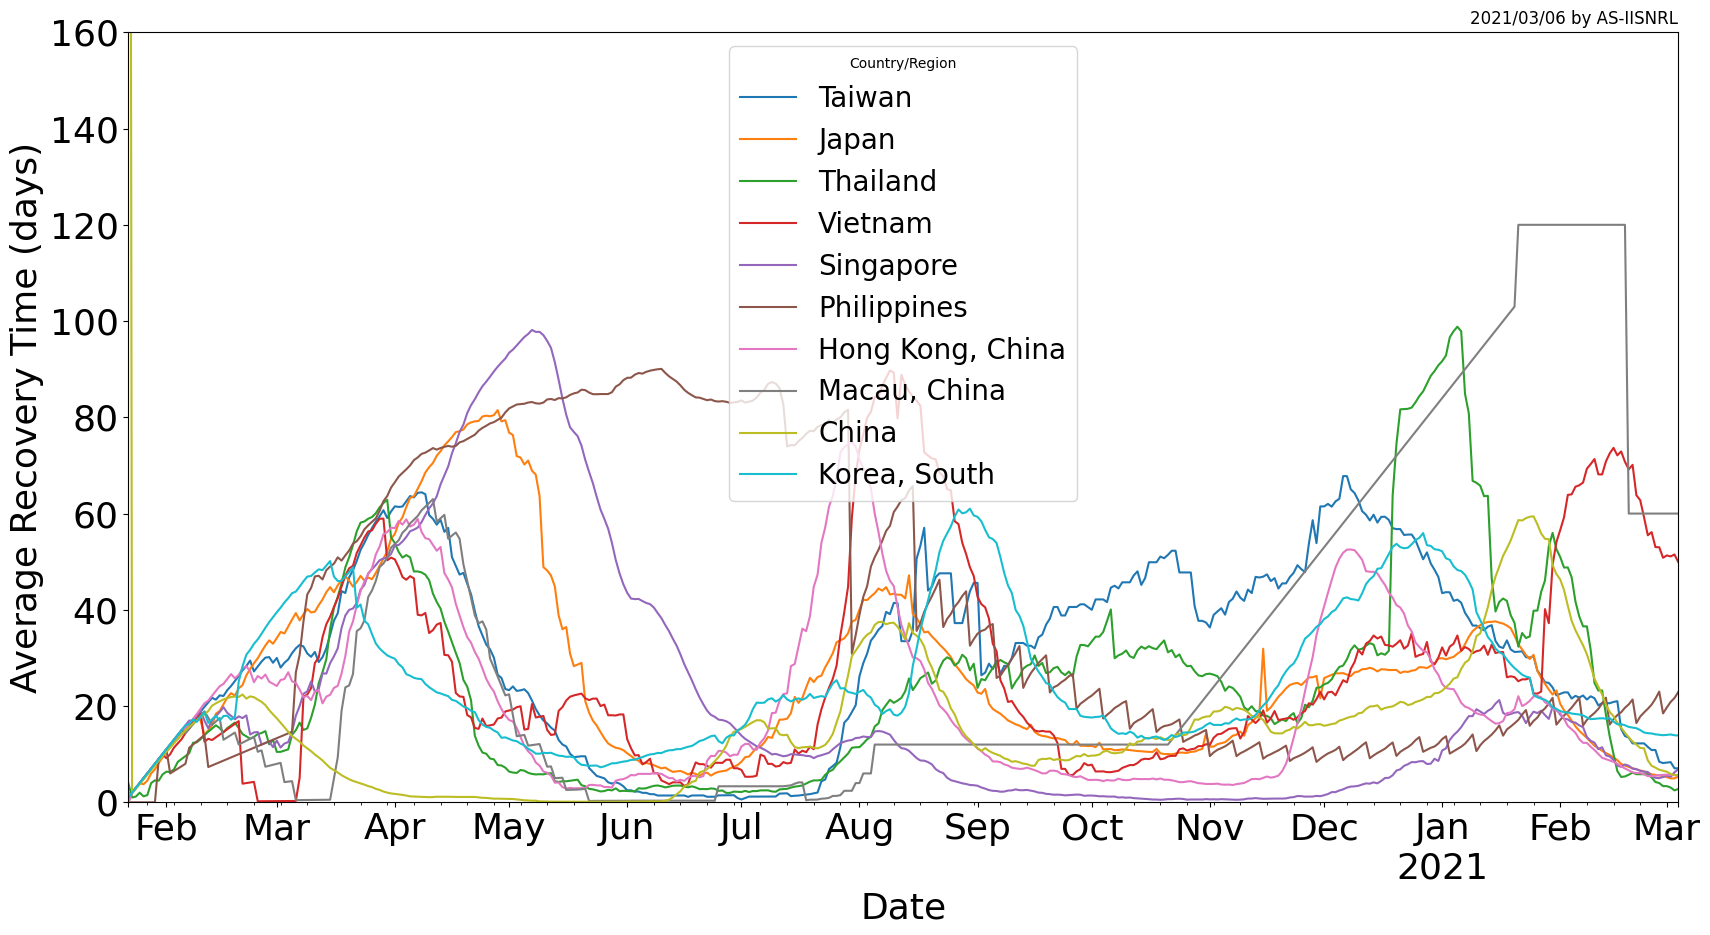 2021/03/06 by AS-IISNRL
160
140
120
100
80
60
40
20
0
Average Recovery Time (days)
Country/Region
Taiwan
Japan
Thailand
Vietnam
Singapore
Philippines
Hong Kong, China
Macau, China
China
Korea, South
Feb Mar Apr May Jun Jul Aug Sep Oct Nov Dec Jan Feb Mar
2021
Date